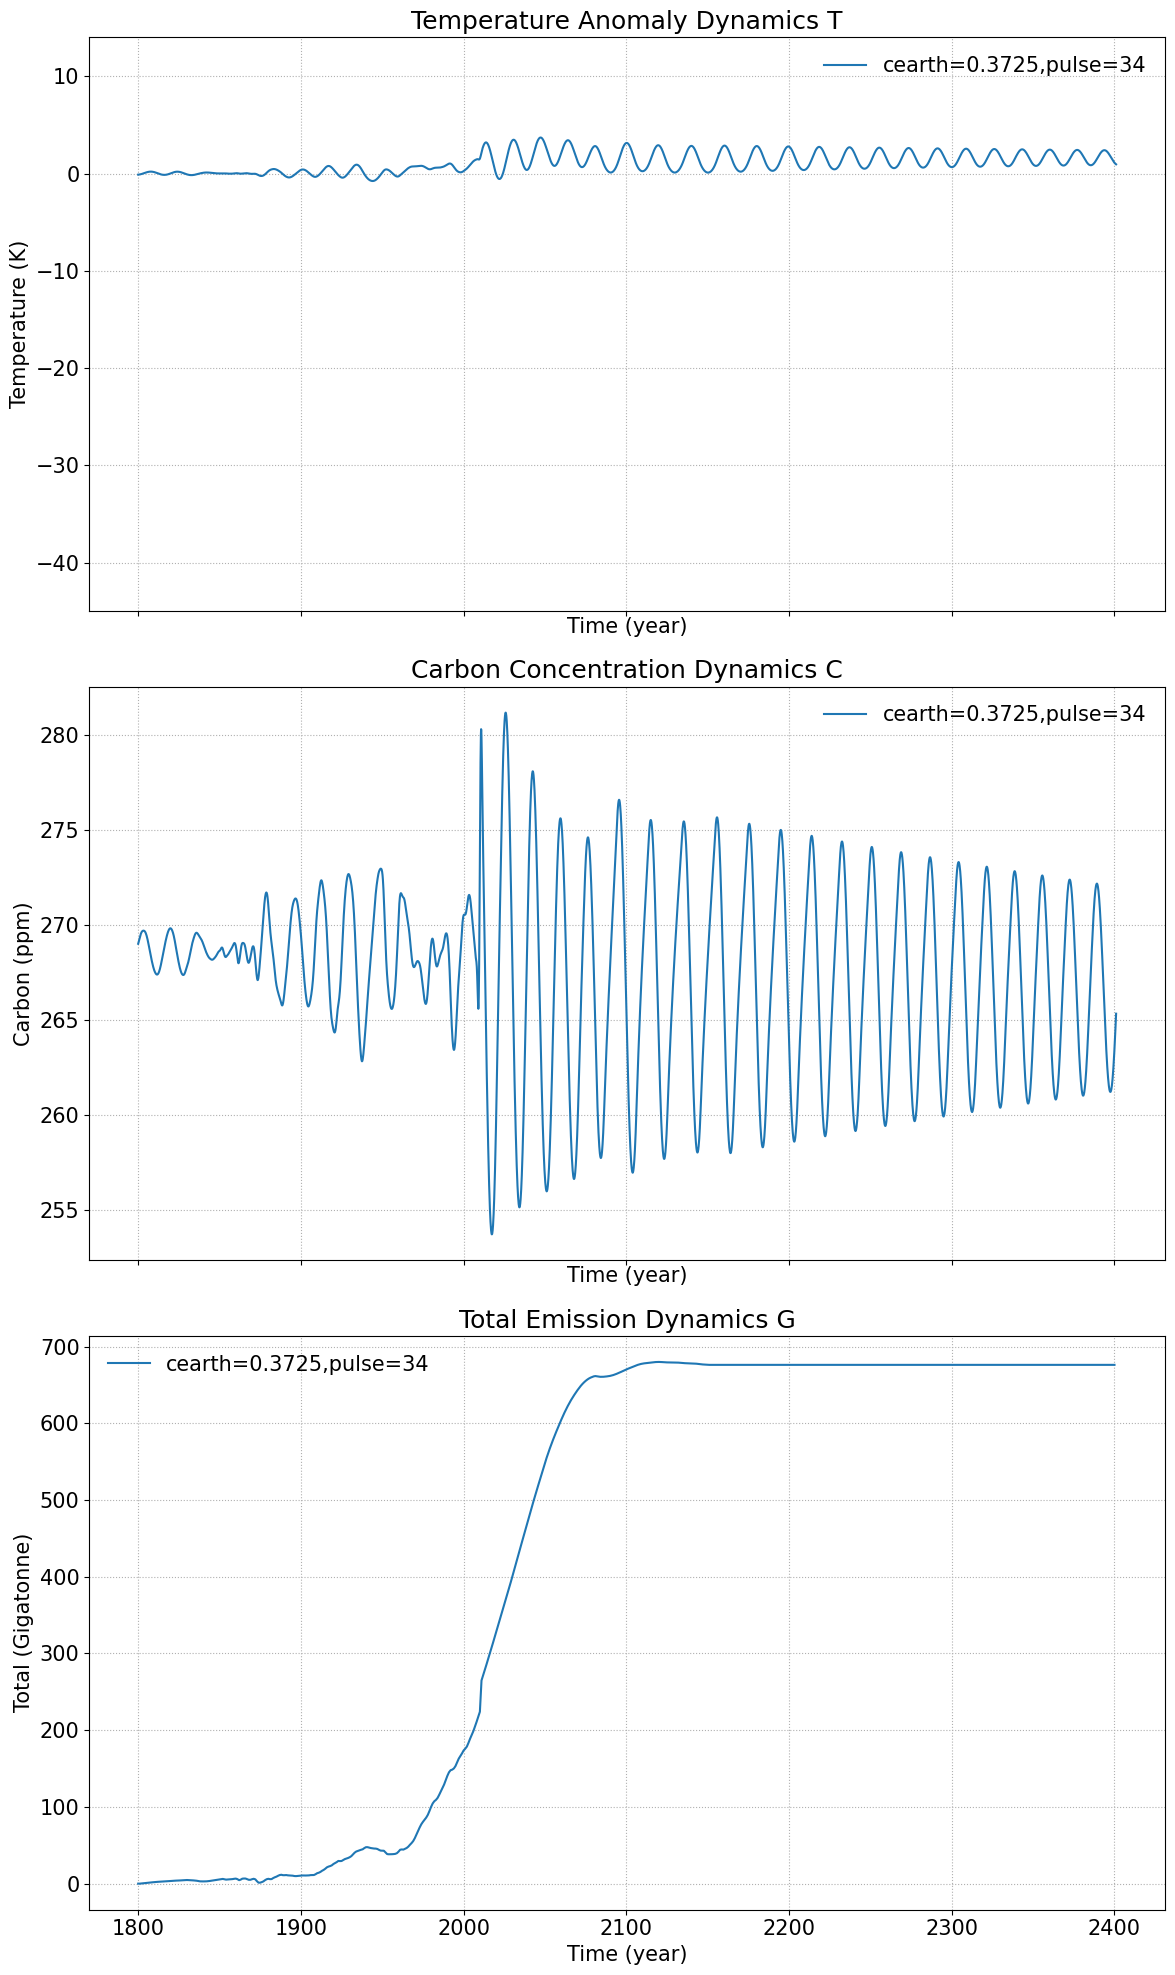 Temperature Anomaly Dynamics T
cearth=0.3725,pulse=34
10
0
−10
−20
−30
−40
Temperature (K)
Time (year)
Carbon Concentration Dynamics C
cearth=0.3725,pulse=34
280
275
270
265
260
255
Carbon (ppm)
Time (year)
Total Emission Dynamics G
cearth=0.3725,pulse=34
700
600
500
400
300
200
100
0
Total (Gigatonne)
1800 1900 2000 2100 2200 2300 2400
Time (year)